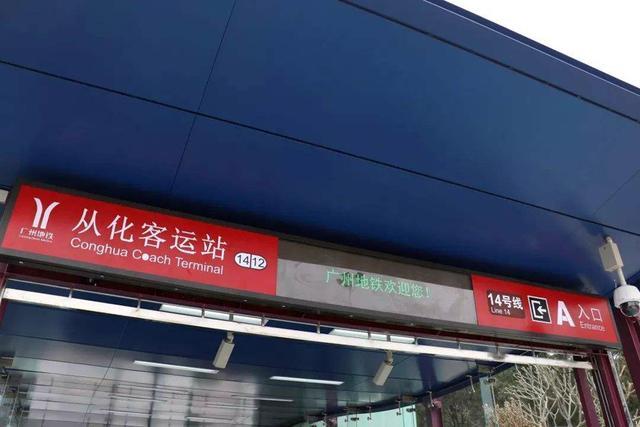 广州地铁
从化客运站
Conghua Coach Terminal
14 12
广州地铁欢迎您！
14号线
Line 14
A
入口
Entrance